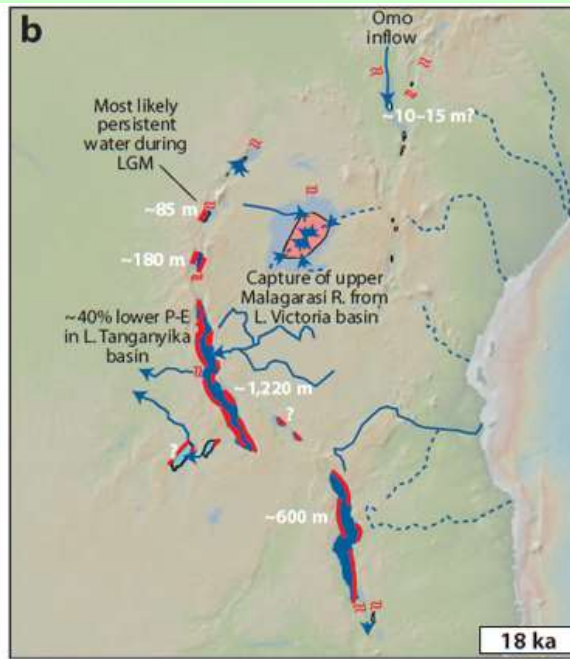 b
Omo
inflow
~10–15 m?
Most likely
persistent
water during
LGM
~85 m
~180 m
Capture of upper
Malagarasi R. from
L. Victoria basin
~40% lower P-E
in L. Tanganyika
basin
~1,220 m
?
?
~600 m
18 ka